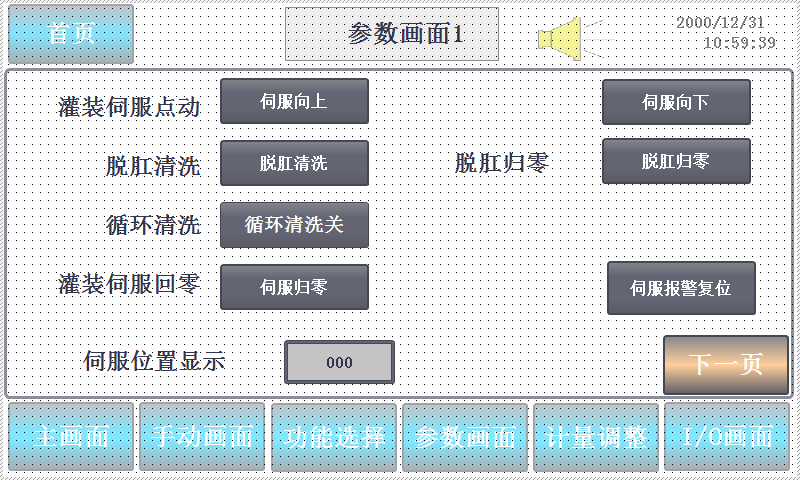 首页
参数画面1
2000/12/31
10:59:39
灌装伺服点动 伺服向上 伺服向下
脱肛清洗 脱肛清洗 脱肛归零 脱肛归零
循环清洗 循环清洗关
灌装伺服回零 伺服归零 伺服报警复位
伺服位置显示 000 下一页
主画面 手动画面 功能选择 参数画面 计量调整 I/O画面